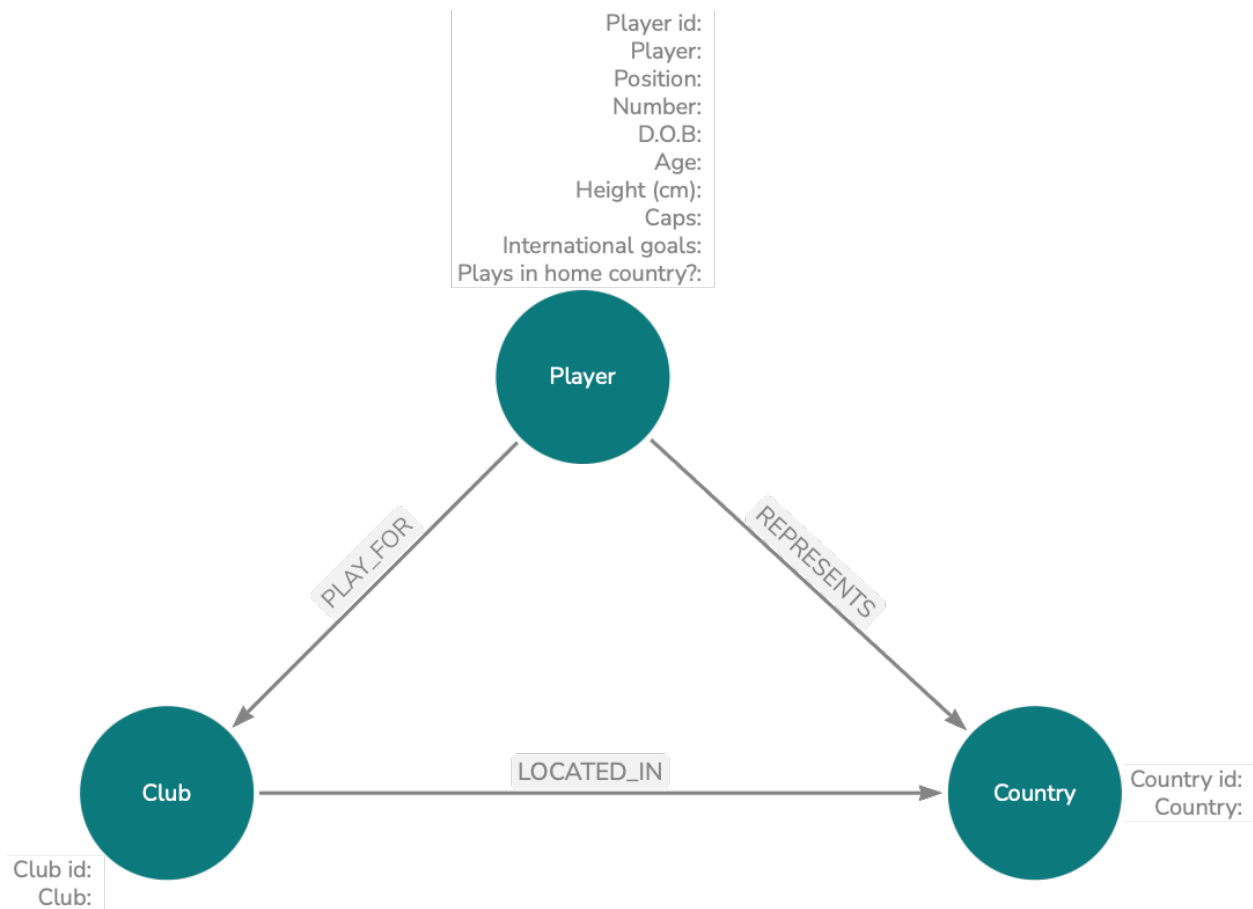 Player id:
Player:
Position:
Number:
D.O.B:
Age:
Height (cm):
Caps:
International goals:
Plays in home country?:
Player
PLAY_FOR
REPRESENTS
LOCATED_IN
Club
Country
Country id:
Country:
Club id:
Club: